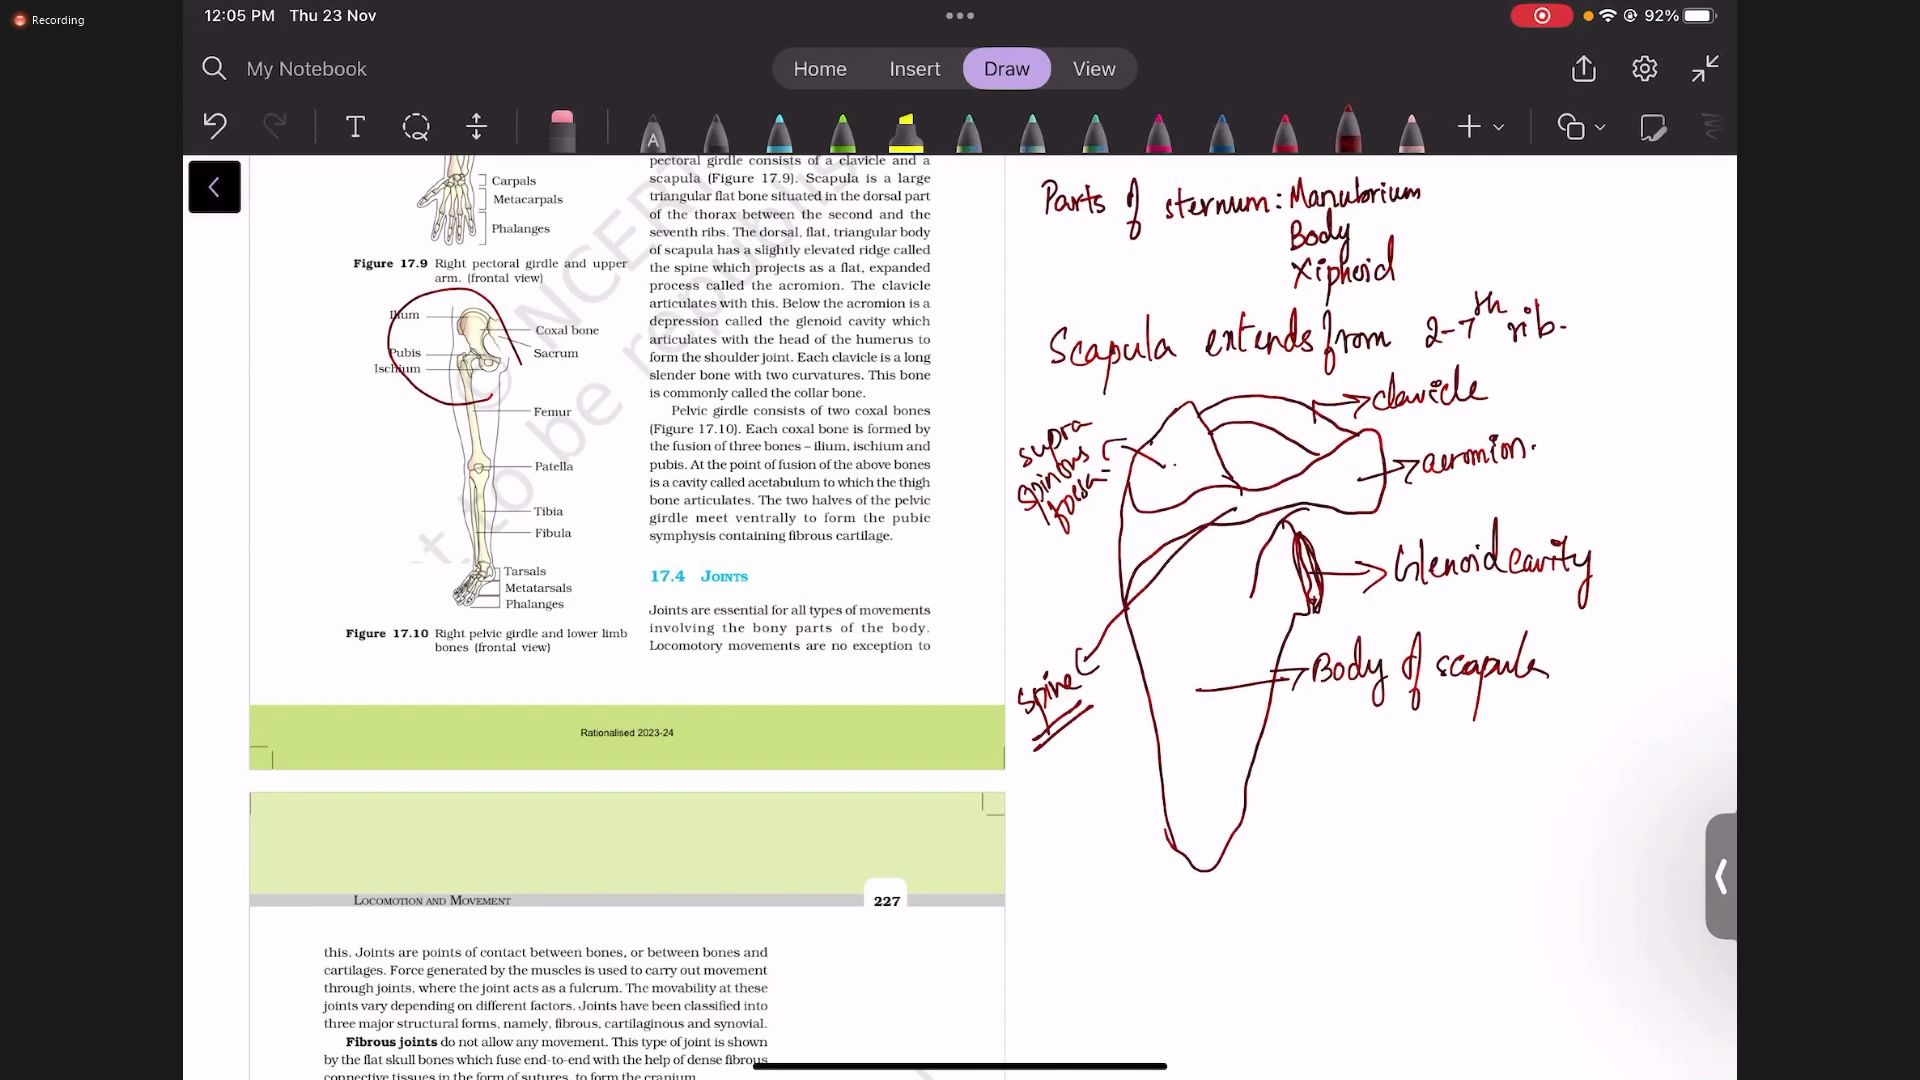 Recording
12:05 PM Thu 23 Nov
92%
My Notebook
Home Insert Draw View
T
A
Carpals
Metacarpals
Phalanges
Figure 17.9 Right pectoral girdle and upper
arm. (frontal view)
Ilium
Coxal bone
Pubis
Sacrum
Ischium
Femur
Patella
Tibia
Fibula
Tarsals
Metatarsals
Phalanges
Figure 17.10 Right pelvic girdle and lower limb
bones (frontal view)
pectoral girdle consists of a clavicle and a
scapula (Figure 17.9). Scapula is a large
triangular flat bone situated in the dorsal part
of the thorax between the second and the
seventh ribs. The dorsal, flat, triangular body
of scapula has a slightly elevated ridge called
the spine which projects as a flat, expanded
process called the acromion. The clavicle
articulates with this. Below the acromion is a
depression called the glenoid cavity which
articulates with the head of the humerus to
form the shoulder joint. Each clavicle is a long
slender bone with two curvatures. This bone
is commonly called the collar bone.
Pelvic girdle consists of two coxal bones
(Figure 17.10). Each coxal bone is formed by
the fusion of three bones – ilium, ischium and
pubis. At the point of fusion of the above bones
is a cavity called acetabulum to which the thigh
bone articulates. The two halves of the pelvic
girdle meet ventrally to form the pubic
symphysis containing fibrous cartilage.
17.4 JOINTS
Joints are essential for all types of movements
involving the bony parts of the body.
Locomotory movements are no exception to
Rationalised 2023-24
LOCOMOTION AND MOVEMENT
227
this. Joints are points of contact between bones, or between bones and
cartilages. Force generated by the muscles is used to carry out movement
through joints, where the joint acts as a fulcrum. The movability at these
joints vary depending on different factors. Joints have been classified into
three major structural forms, namely, fibrous, cartilaginous and synovial.
Fibrous joints do not allow any movement. This type of joint is shown
by the flat skull bones which fuse end-to-end with the help of dense fibrous
connective tissues in the form of sutures, to form the cranium.
Parts of sternum: Manubrium
Body
Xiphoid
Scapula extends from 2-7th rib.
clavicle
supra
spinous
fossa
acromion.
Glenoid cavity
Body of scapula
spine